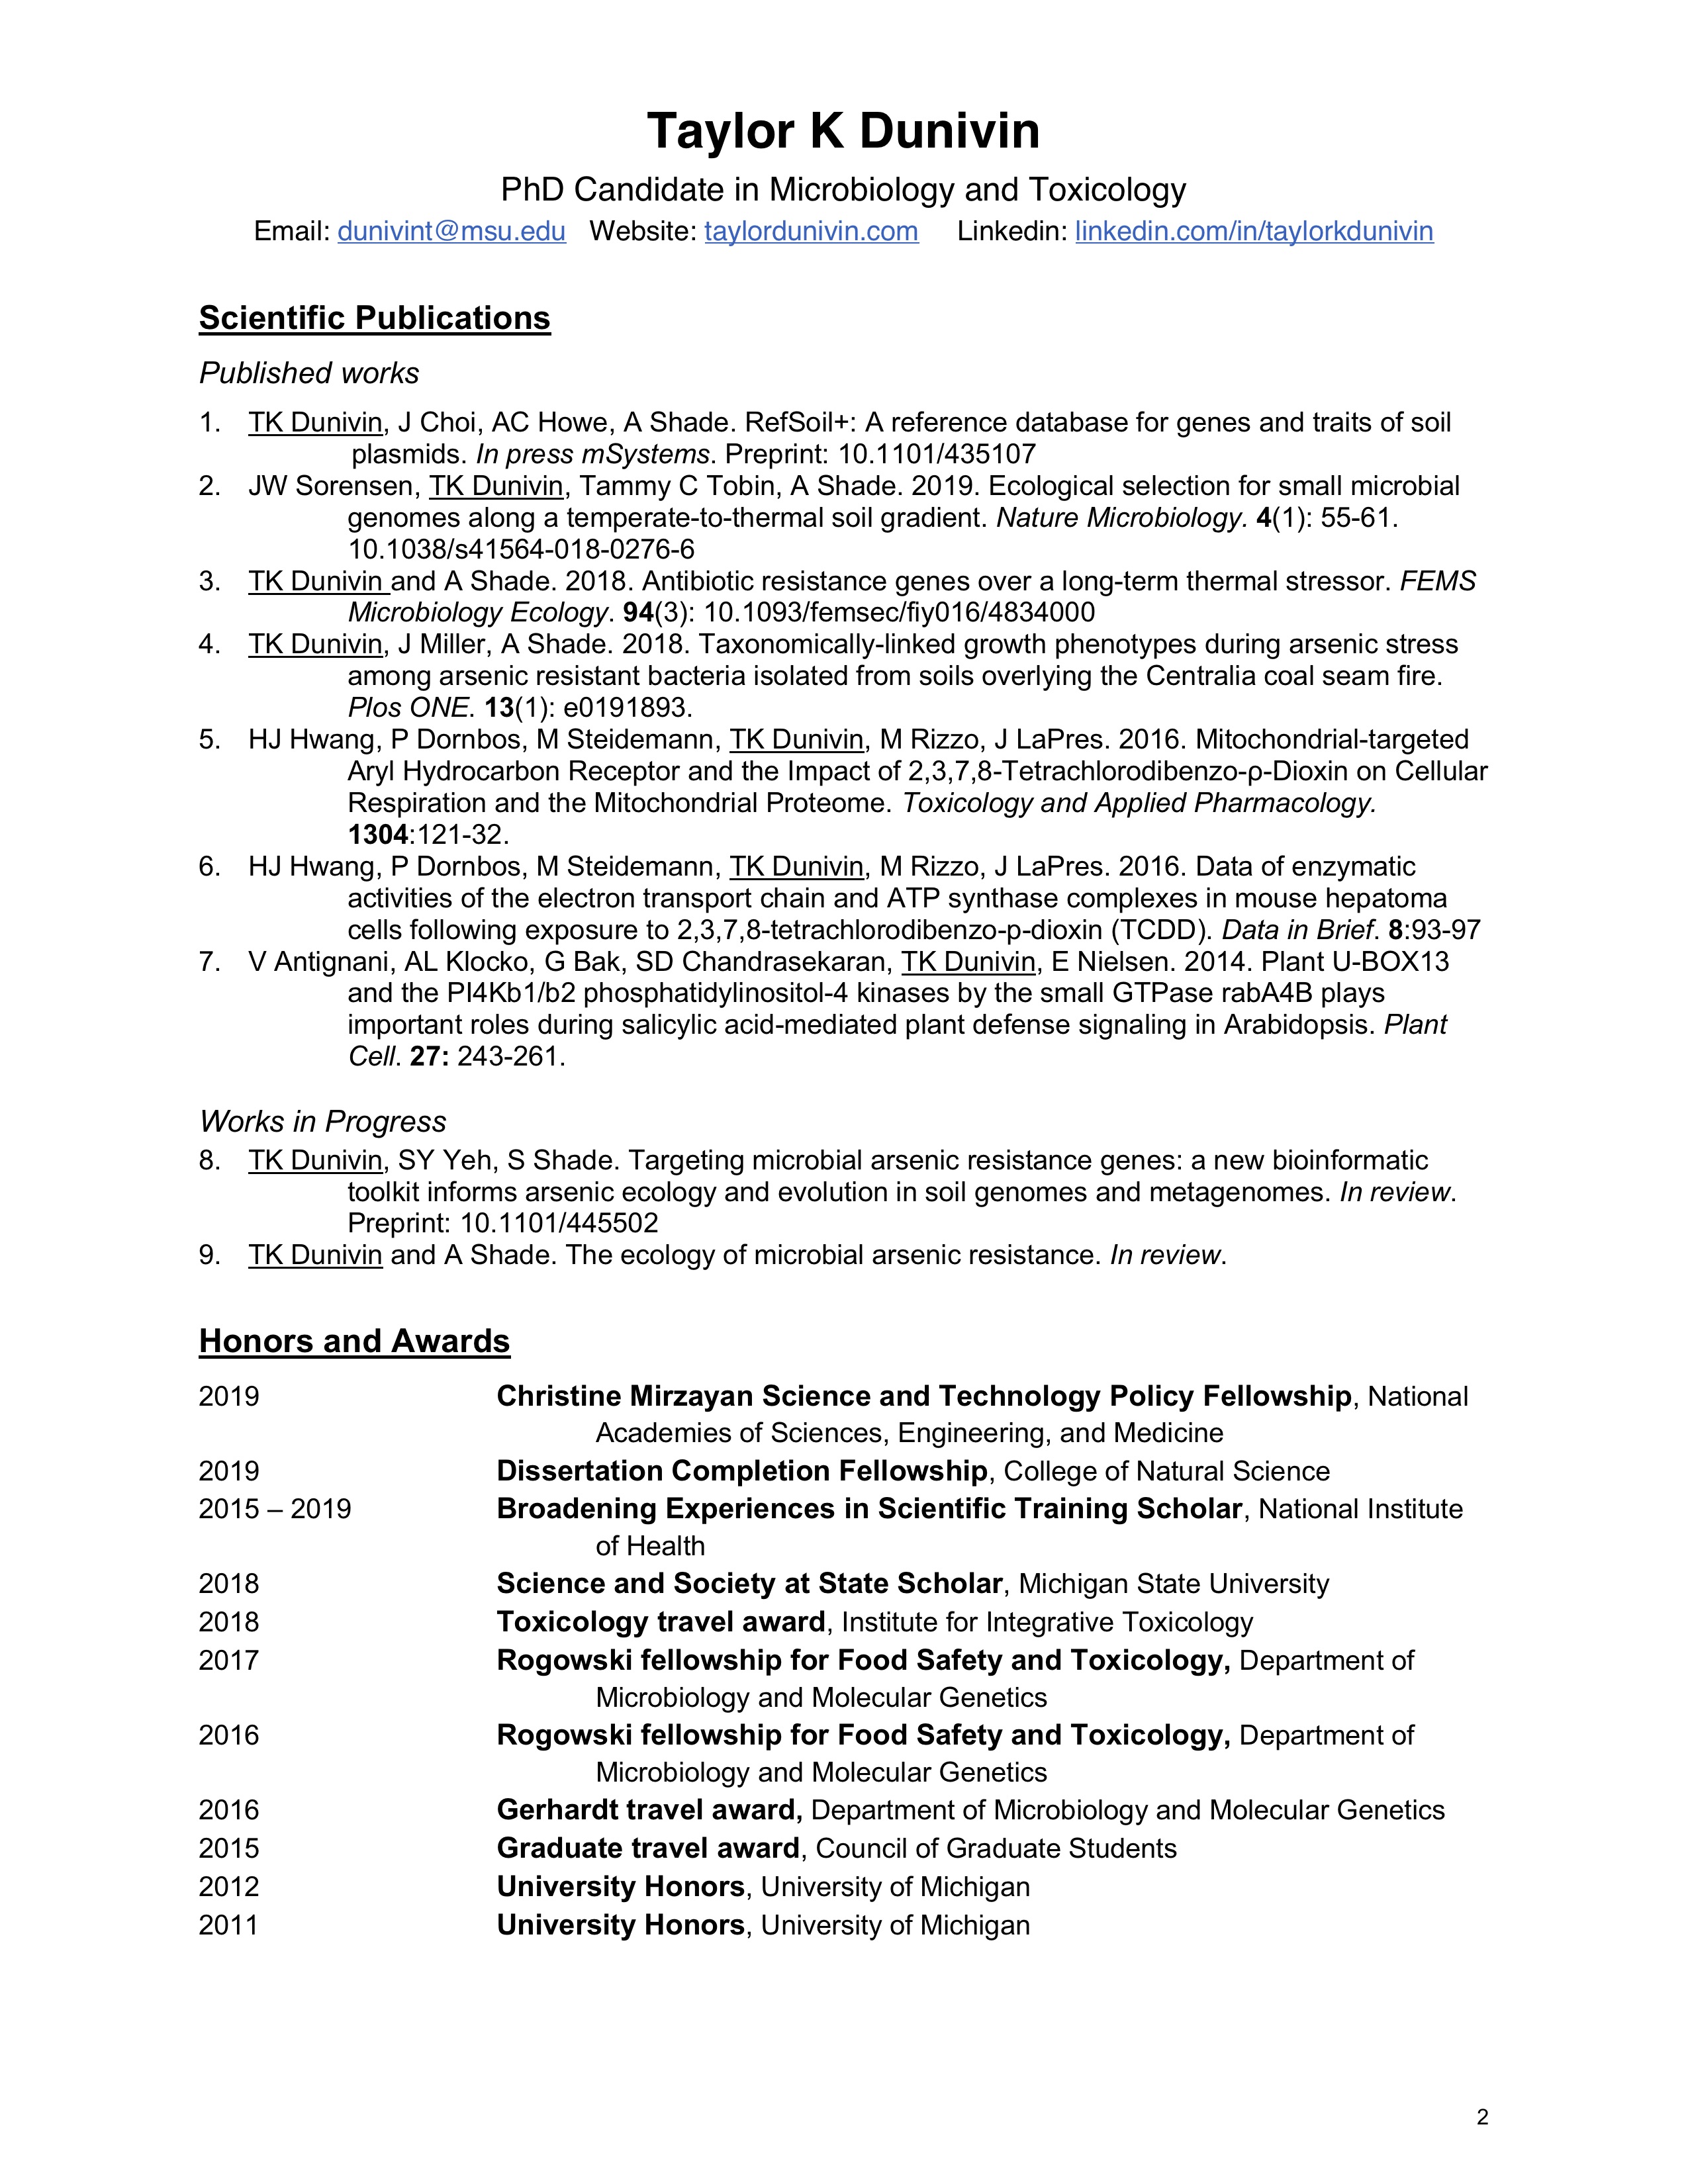 Taylor K Dunivin
PhD Candidate in Microbiology and Toxicology
Email: dunivint@msu.edu Website: taylordunivin.com Linkedin: linkedin.com/in/taylorkdunivin
Scientific Publications
Published works
1. TK Dunivin, J Choi, AC Howe, A Shade. RefSoil+: A reference database for genes and traits of soil
plasmids. In press mSystems. Preprint: 10.1101/435107
2. JW Sorensen, TK Dunivin, Tammy C Tobin, A Shade. 2019. Ecological selection for small microbial
genomes along a temperate-to-thermal soil gradient. Nature Microbiology. 4(1): 55-61.
10.1038/s41564-018-0276-6
3. TK Dunivin and A Shade. 2018. Antibiotic resistance genes over a long-term thermal stressor. FEMS
Microbiology Ecology. 94(3): 10.1093/femsec/fiy016/4834000
4. TK Dunivin, J Miller, A Shade. 2018. Taxonomically-linked growth phenotypes during arsenic stress
among arsenic resistant bacteria isolated from soils overlying the Centralia coal seam fire.
Plos ONE. 13(1): e0191893.
5. HJ Hwang, P Dornbos, M Steidemann, TK Dunivin, M Rizzo, J LaPres. 2016. Mitochondrial-targeted
Aryl Hydrocarbon Receptor and the Impact of 2,3,7,8-Tetrachlorodibenzo-ρ-Dioxin on Cellular
Respiration and the Mitochondrial Proteome. Toxicology and Applied Pharmacology.
1304:121-32.
6. HJ Hwang, P Dornbos, M Steidemann, TK Dunivin, M Rizzo, J LaPres. 2016. Data of enzymatic
activities of the electron transport chain and ATP synthase complexes in mouse hepatoma
cells following exposure to 2,3,7,8-tetrachlorodibenzo-p-dioxin (TCDD). Data in Brief. 8:93-97
7. V Antignani, AL Klocko, G Bak, SD Chandrasekaran, TK Dunivin, E Nielsen. 2014. Plant U-BOX13
and the PI4Kb1/b2 phosphatidylinositol-4 kinases by the small GTPase rabA4B plays
important roles during salicylic acid-mediated plant defense signaling in Arabidopsis. Plant
Cell. 27: 243-261.
Works in Progress
8. TK Dunivin, SY Yeh, S Shade. Targeting microbial arsenic resistance genes: a new bioinformatic
toolkit informs arsenic ecology and evolution in soil genomes and metagenomes. In review.
Preprint: 10.1101/445502
9. TK Dunivin and A Shade. The ecology of microbial arsenic resistance. In review.
Honors and Awards
2019 Christine Mirzayan Science and Technology Policy Fellowship, National
Academies of Sciences, Engineering, and Medicine
2019 Dissertation Completion Fellowship, College of Natural Science
2015 – 2019 Broadening Experiences in Scientific Training Scholar, National Institute
of Health
2018 Science and Society at State Scholar, Michigan State University
2018 Toxicology travel award, Institute for Integrative Toxicology
2017 Rogowski fellowship for Food Safety and Toxicology, Department of
Microbiology and Molecular Genetics
2016 Rogowski fellowship for Food Safety and Toxicology, Department of
Microbiology and Molecular Genetics
2016 Gerhardt travel award, Department of Microbiology and Molecular Genetics
2015 Graduate travel award, Council of Graduate Students
2012 University Honors, University of Michigan
2011 University Honors, University of Michigan
2